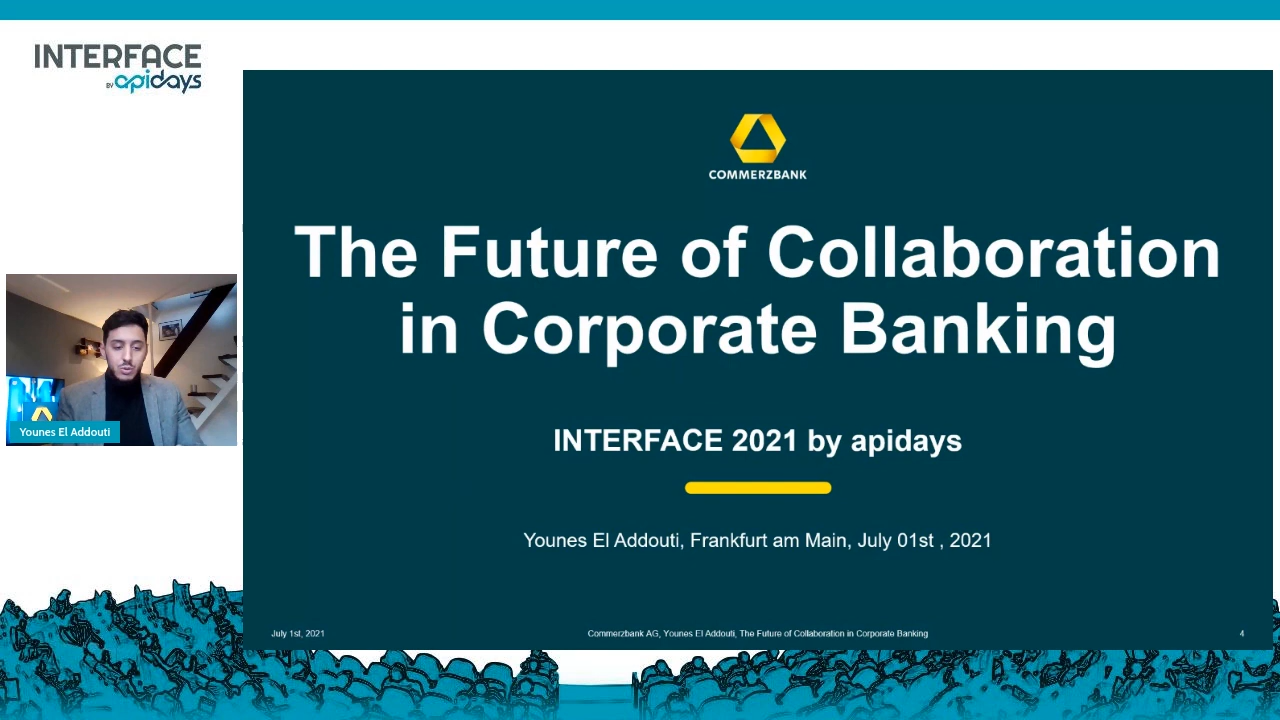 INTERFACE
BY apidays
COMMERZBANK
The Future of Collaboration
in Corporate Banking
INTERFACE 2021 by apidays
Younes El Addouti, Frankfurt am Main, July 01st , 2021
Younes El Addouti
July 1st, 2021
Commerzbank AG, Younes El Addouti, The Future of Collaboration in Corporate Banking
4